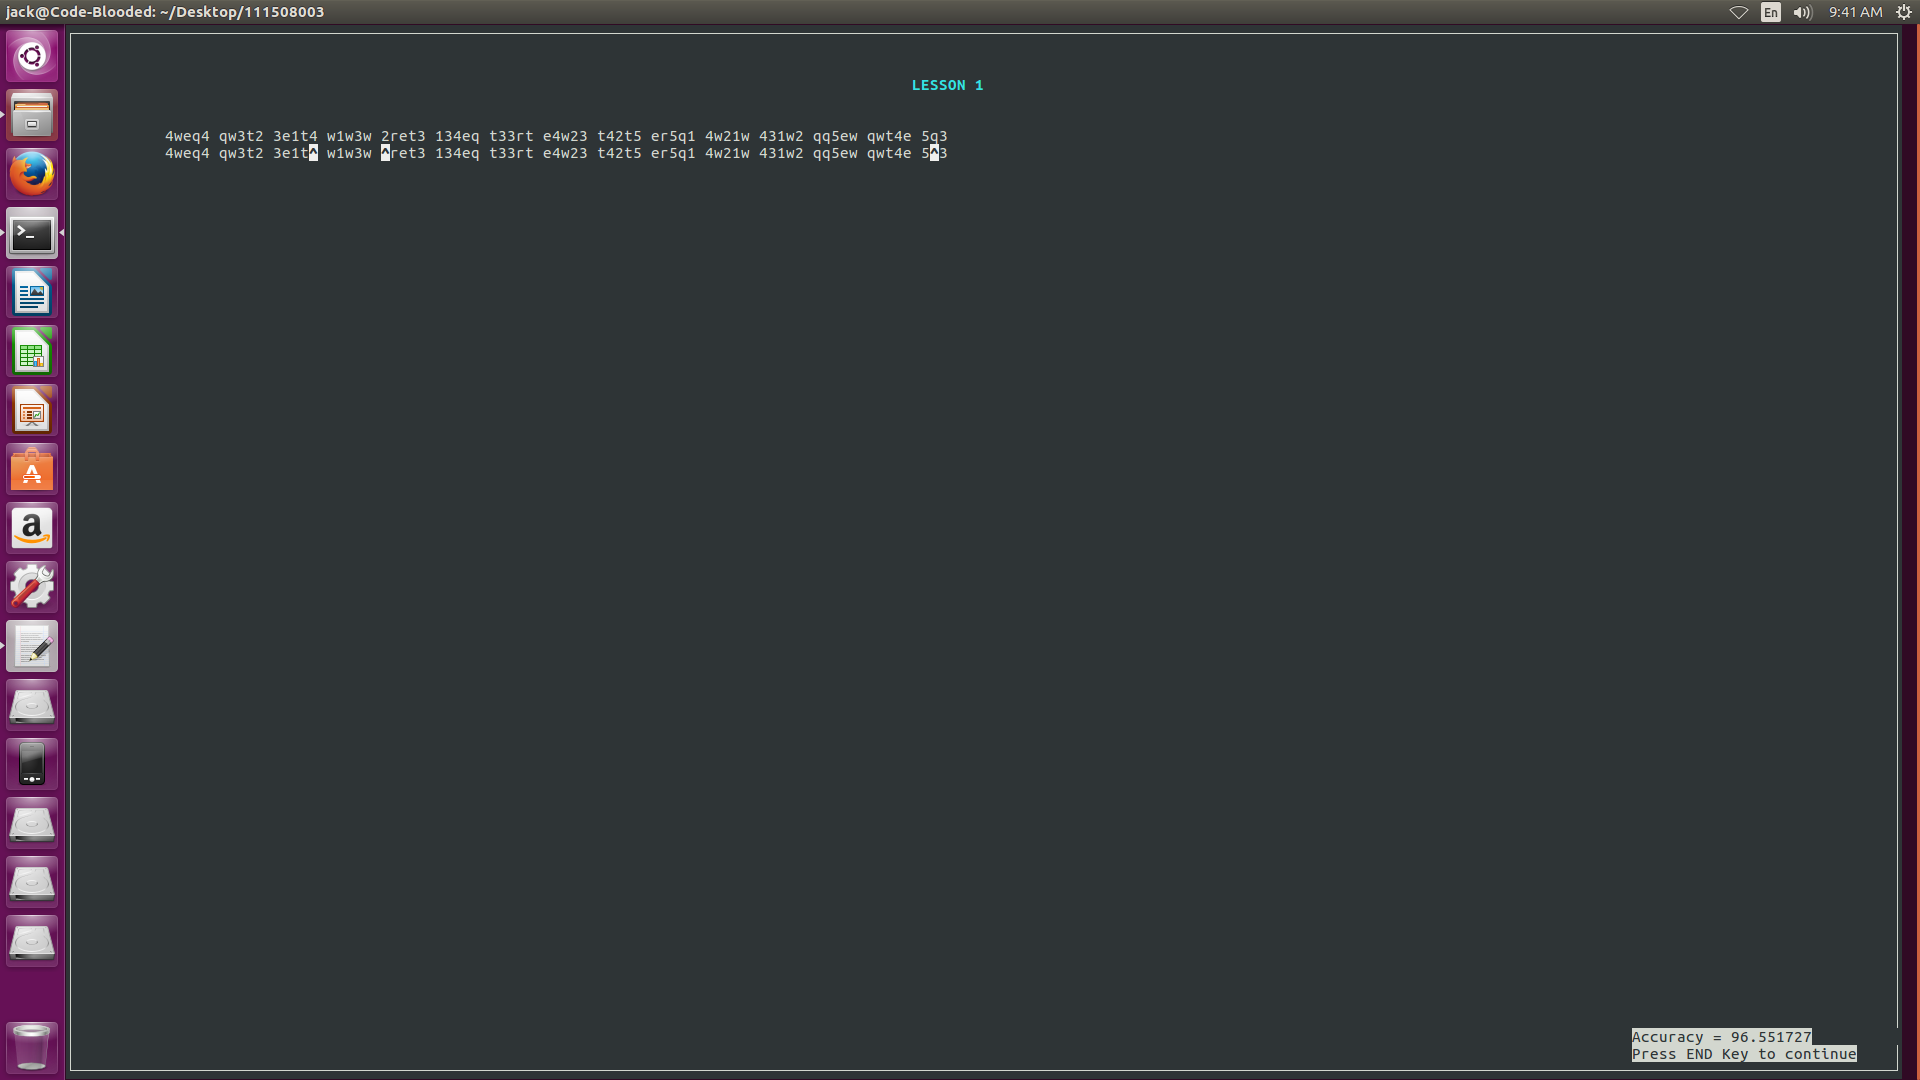 jack@Code-Blooded: ~/Desktop/111508003
En
9:41 AM
LESSON 1
4weq4 qw3t2 3e1t4 w1w3w 2ret3 134eq t33rt e4w23 t42t5 er5q1 4w21w 431w2 qq5ew qwt4e 5q3
4weq4 qw3t2 3e1t^ w1w3w ^ret3 134eq t33rt e4w23 t42t5 er5q1 4w21w 431w2 qq5ew qwt4e 5^3
Accuracy = 96.551727
Press END Key to continue